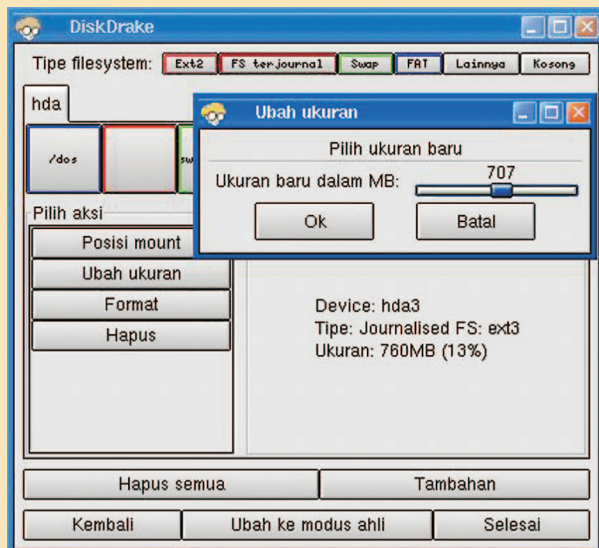 DiskDrake
Tipe filesystem: Ext2 FS terjournal Swap FAT Lainnya Kosong
hda
Ubah ukuran
Pilih ukuran baru
Ukuran baru dalam MB: 707
Ok Batal
/dos sw
Pilih aksi
Posisi mount
Ubah ukuran
Format
Hapus
Device: hda3
Tipe: Journalised FS: ext3
Ukuran: 760MB (13%)
Hapus semua Tambahan
Kembali Ubah ke modus ahli Selesai